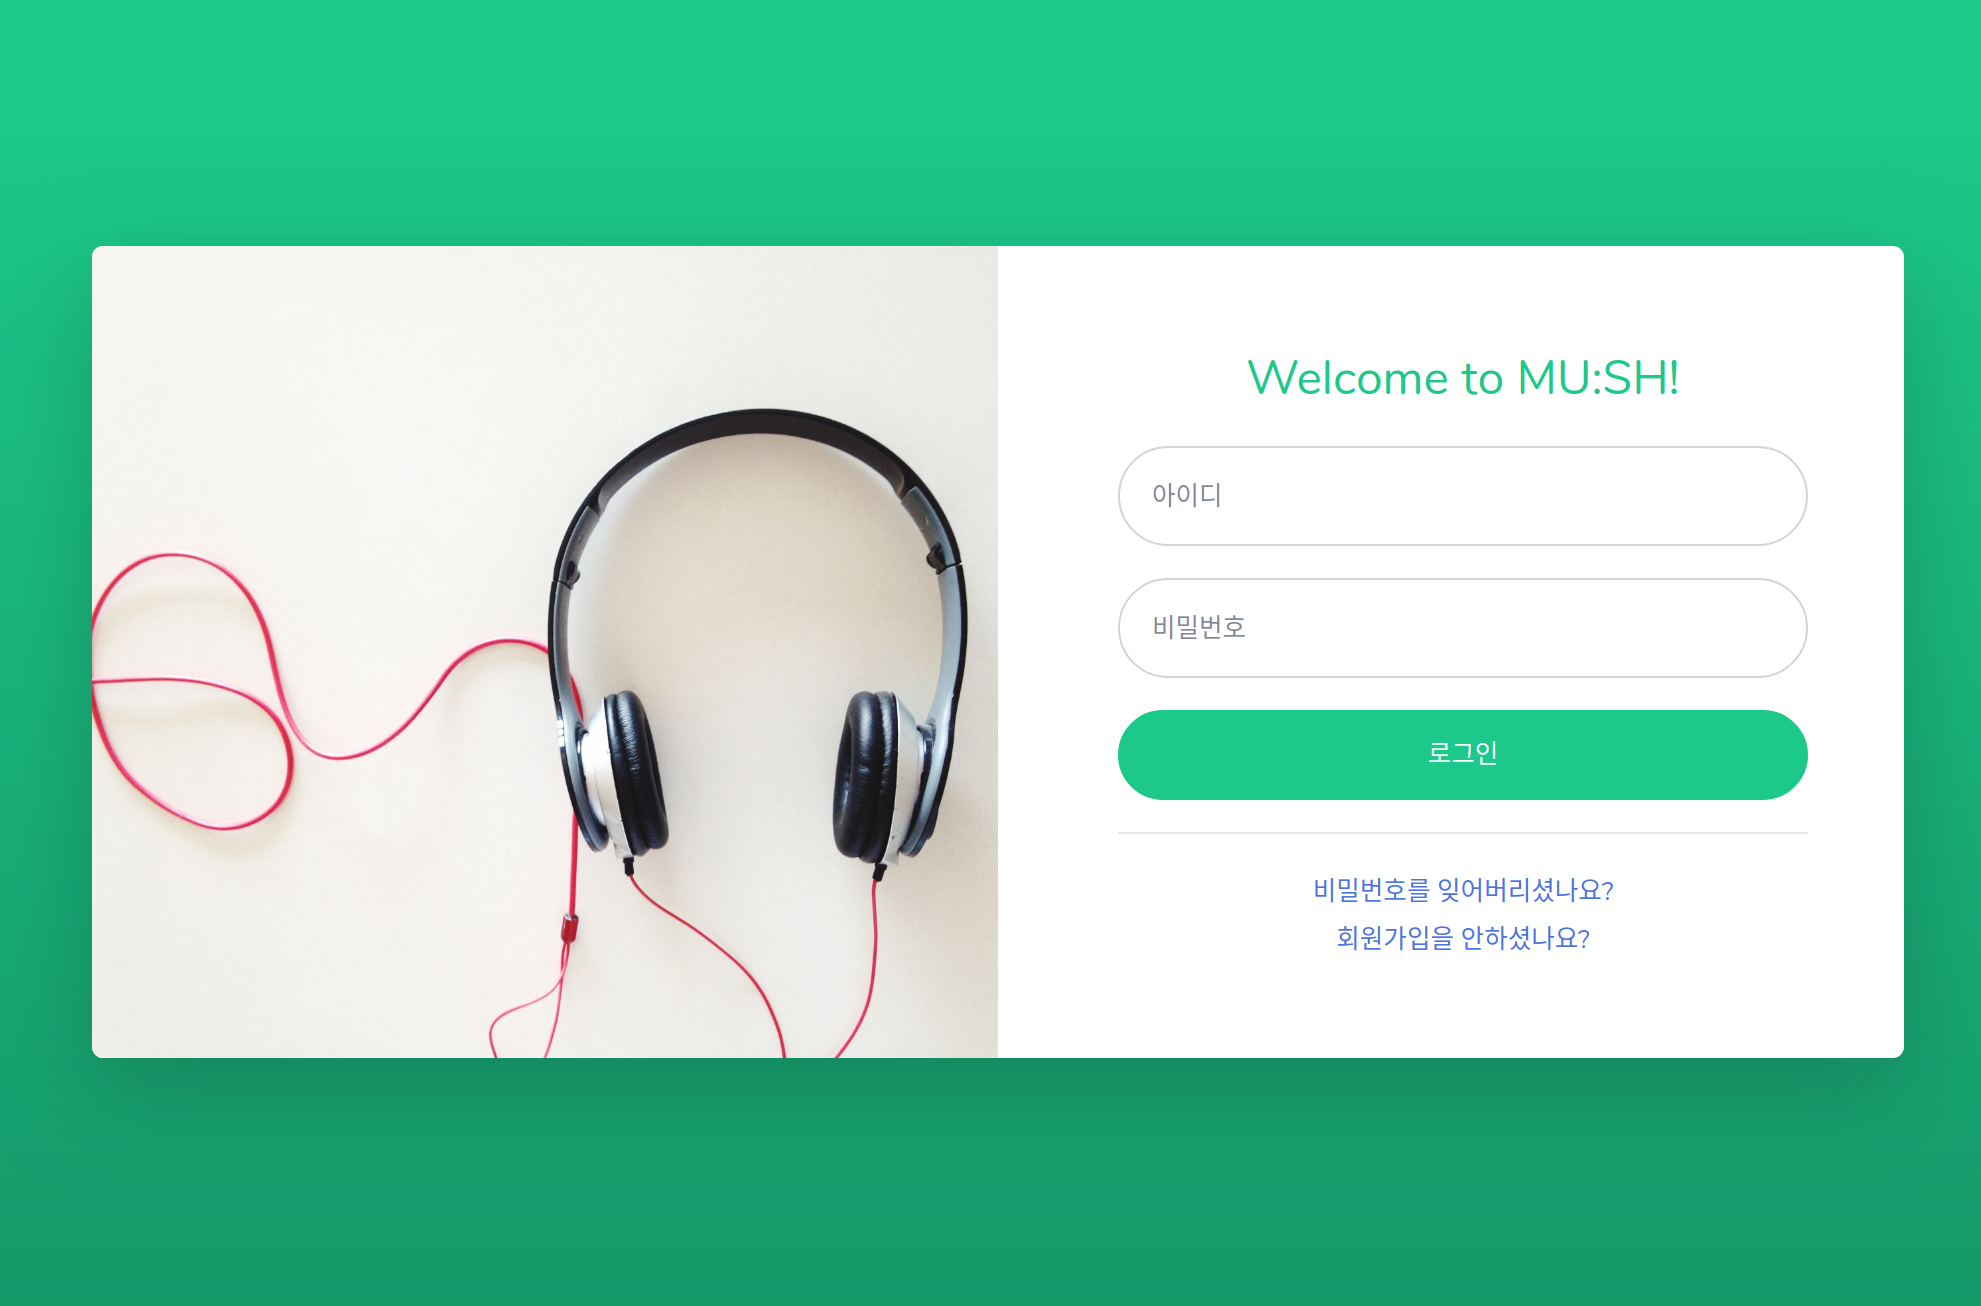 Welcome to MU:SH!
아이디
비밀번호
로그인
비밀번호를 잊어버리셨나요?
회원가입을 안하셨나요?